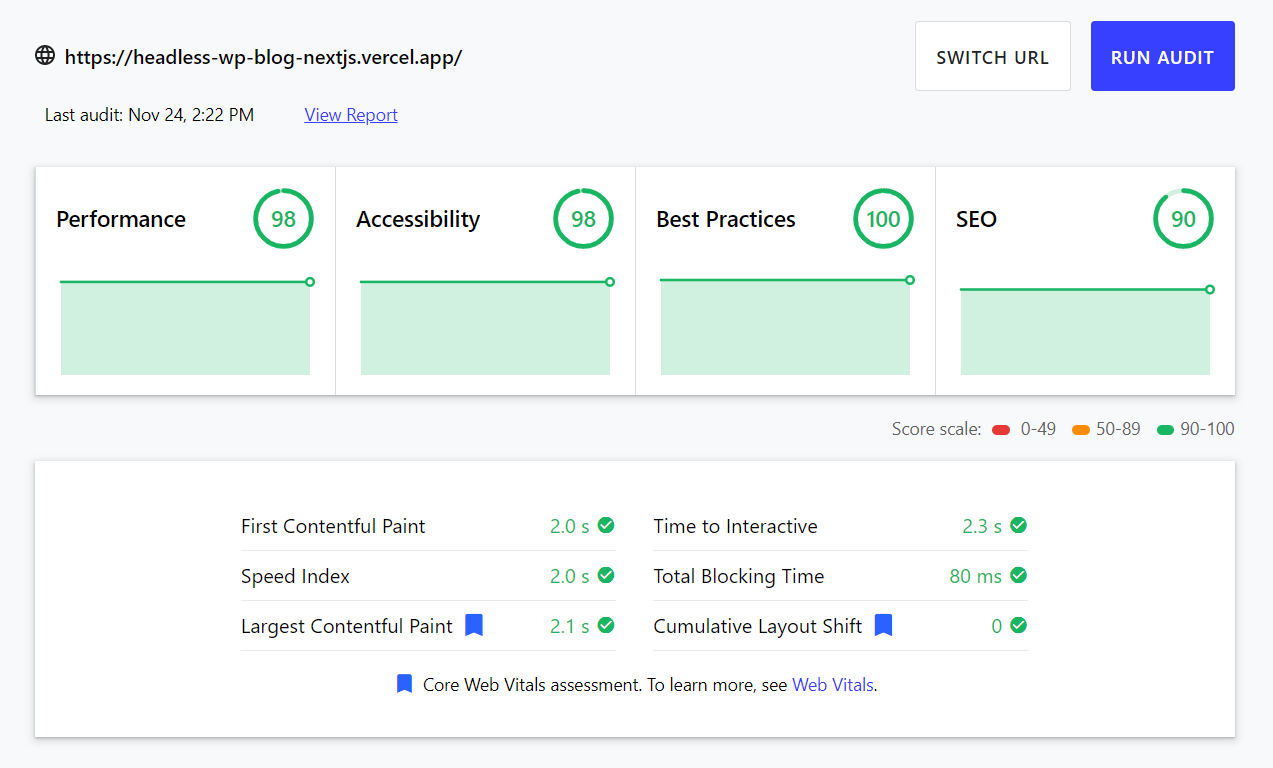 https://headless-wp-blog-nextjs.vercel.app/
SWITCH URL
RUN AUDIT
Last audit: Nov 24, 2:22 PM
View Report
Performance
98
Accessibility
98
Best Practices
100
SEO
90
Score scale: 0-49 50-89 90-100
First Contentful Paint 2.0 s
Time to Interactive 2.3 s
Speed Index 2.0 s
Total Blocking Time 80 ms
Largest Contentful Paint 2.1 s
Cumulative Layout Shift 0
Core Web Vitals assessment. To learn more, see Web Vitals.